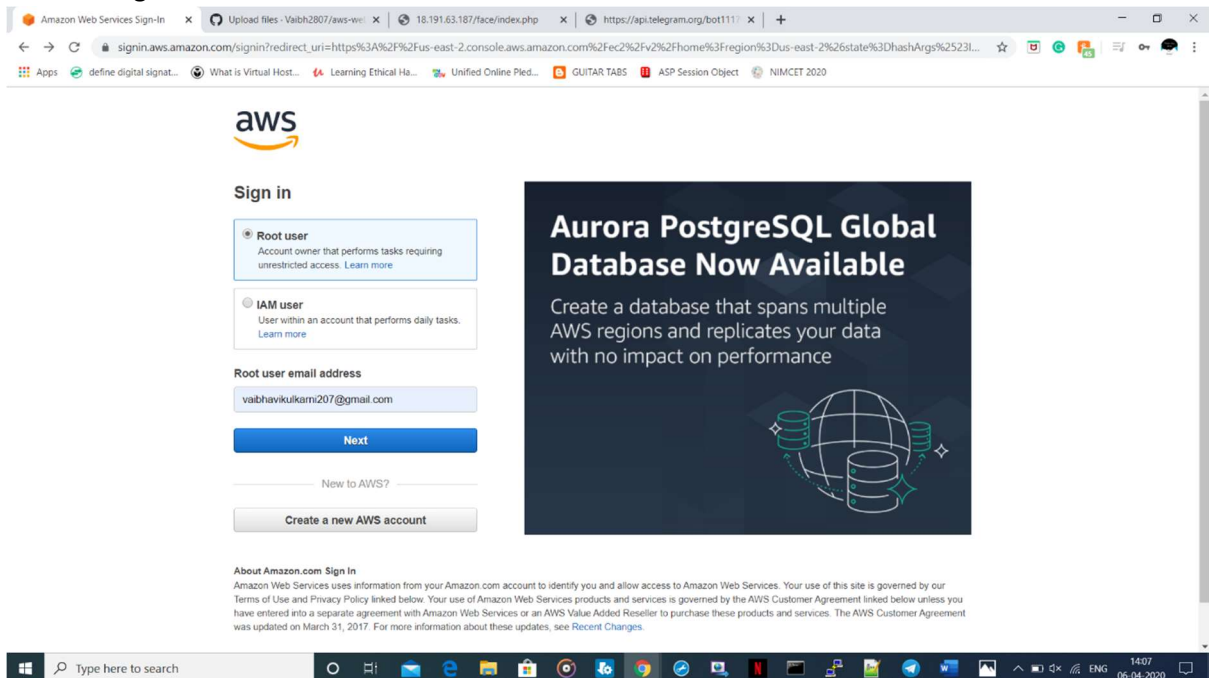 Amazon Web Services Sign-In
Upload files · Vaibh2807/aws-we
18.191.63.187/face/index.php
https://api.telegram.org/bot1117
signin.aws.amazon.com/signin?redirect_uri=https%3A%2F%2Fus-east-2.console.aws.amazon.com%2Fec2%2Fv2%2Fhome%3Fregion%3Dus-east-2%26state%3DhashArgs%2523I...
Apps
define digital signat...
What is Virtual Host...
Learning Ethical Ha...
Unified Online Pled...
GUITAR TABS
ASP Session Object
NIMCET 2020
aws
Sign in
Root user
Account owner that performs tasks requiring
unrestricted access. Learn more
IAM user
User within an account that performs daily tasks.
Learn more
Root user email address
vaibhavikulkarni207@gmail.com
Next
New to AWS?
Create a new AWS account
Aurora PostgreSQL Global
Database Now Available
Create a database that spans multiple
AWS regions and replicates your data
with no impact on performance
About Amazon.com Sign In
Amazon Web Services uses information from your Amazon.com account to identify you and allow access to Amazon Web Services. Your use of this site is governed by our
Terms of Use and Privacy Policy linked below. Your use of Amazon Web Services products and services is governed by the AWS Customer Agreement linked below unless you
have entered into a separate agreement with Amazon Web Services or an AWS Value Added Reseller to purchase these products and services. The AWS Customer Agreement
was updated on March 31, 2017. For more information about these updates, see Recent Changes.
Type here to search
ENG
14:07
06-04-2020